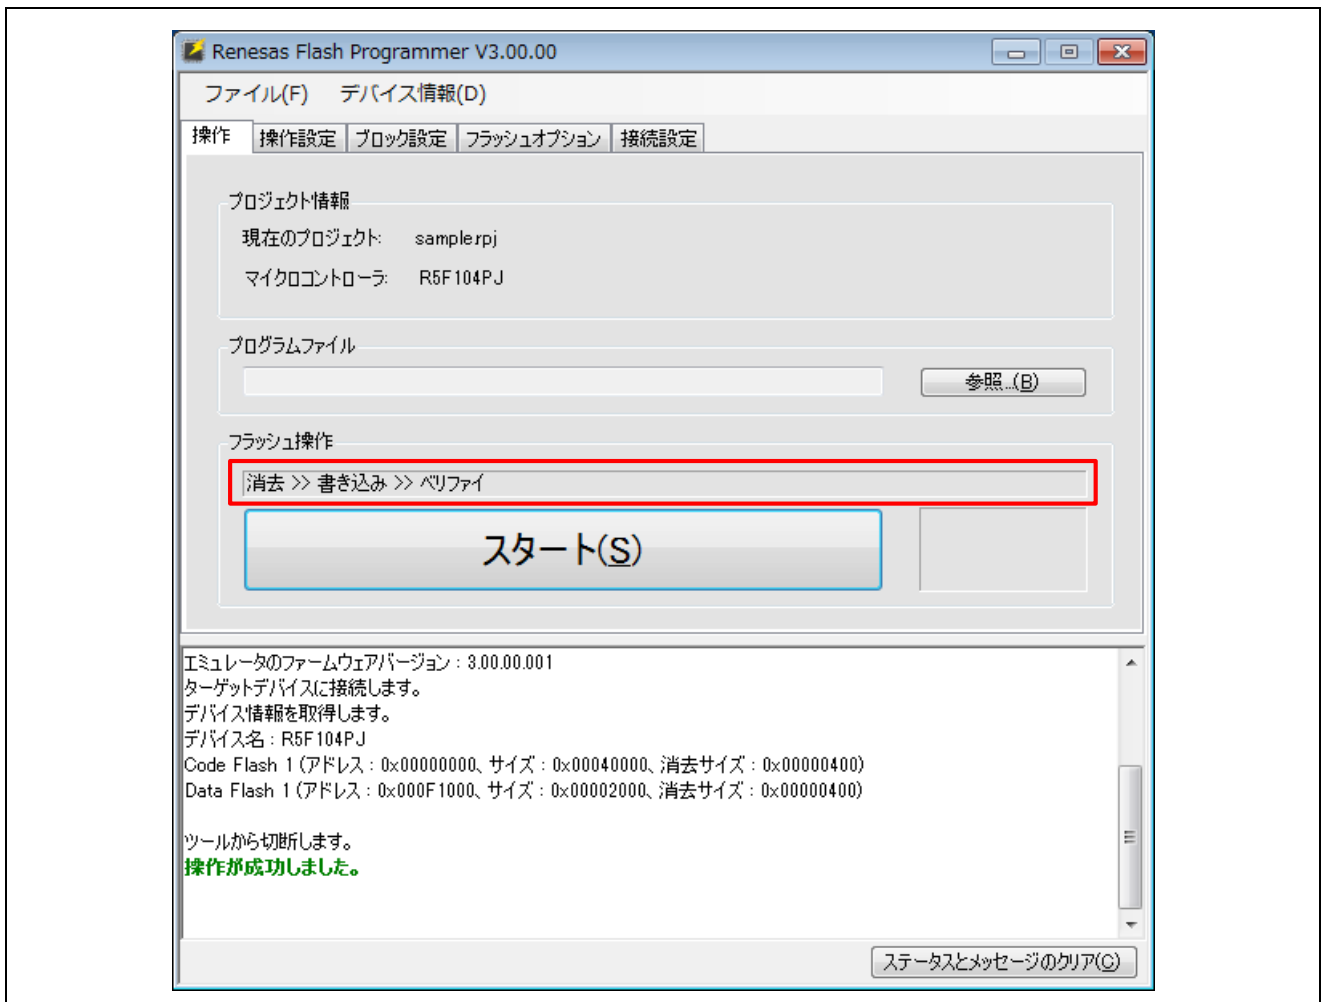 Renesas Flash Programmer V3.00.00
ファイル(F) デバイス情報(D)
操作 操作設定 ブロック設定 フラッシュオプション 接続設定
プロジェクト情報
現在のプロジェクト: sample.rpj
マイクロコントローラ: R5F104PJ
プログラムファイル
参照...(B)
フラッシュ操作
消去 >> 書き込み >> ベリファイ
スタート(S)
エミュレータのファームウェアバージョン : 3.00.00.001
ターゲットデバイスに接続します。
デバイス情報を取得します。
デバイス名 : R5F104PJ
Code Flash 1 (アドレス : 0x00000000、サイズ : 0x00040000、消去サイズ : 0x00000400)
Data Flash 1 (アドレス : 0x000F1000、サイズ : 0x00002000、消去サイズ : 0x00000400)
ツールから切断します。
操作が成功しました。
ステータスとメッセージのクリア(C)